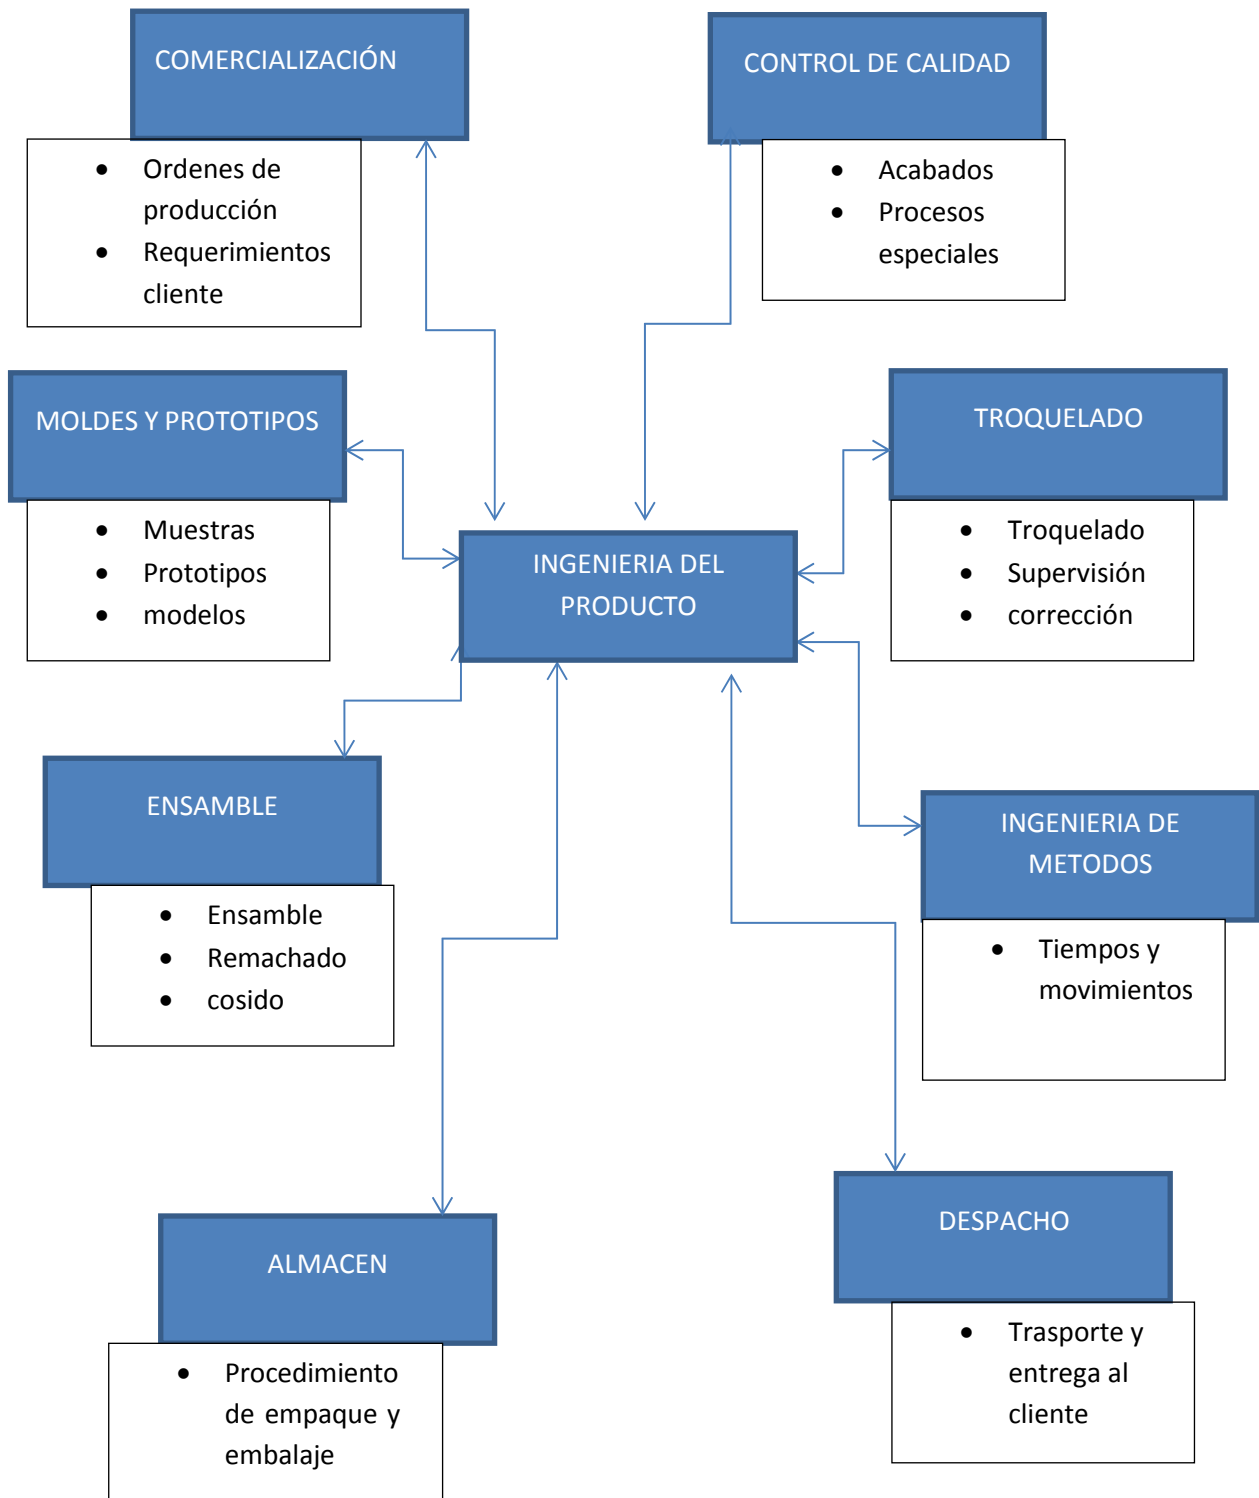 COMERCIALIZACIÓN
• Ordenes de
producción
• Requerimientos
cliente
CONTROL DE CALIDAD
• Acabados
• Procesos
especiales
MOLDES Y PROTOTIPOS
• Muestras
• Prototipos
• modelos
TROQUELADO
• Troquelado
• Supervisión
• corrección
INGENIERIA DEL
PRODUCTO
ENSAMBLE
• Ensamble
• Remachado
• cosido
INGENIERIA DE
METODOS
• Tiempos y
movimientos
ALMACEN
• Procedimiento
de empaque y
embalaje
DESPACHO
• Trasporte y
entrega al
cliente